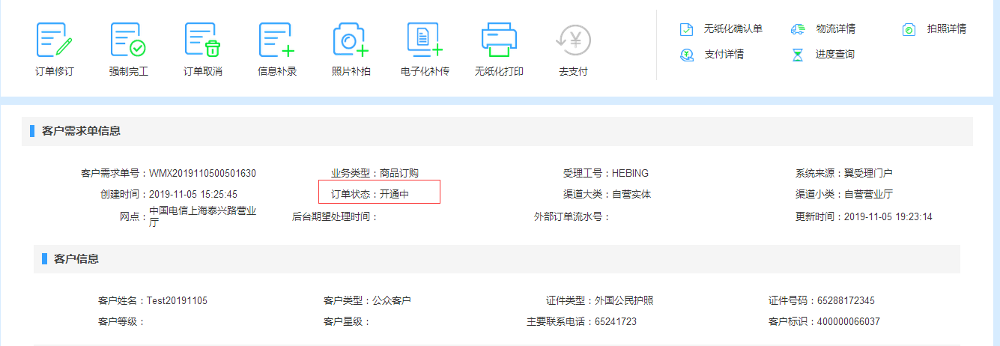 订单修订 强制完工 订单取消 信息补录 照片补拍 电子化补传 无纸化打印 去支付
无纸化确认单 物流详情 拍照详情
支付详情 进度查询
客户需求单信息
客户需求单号：WMX2019110500501630 业务类型：商品订购 受理工号：HEBING 系统来源：翼受理门户
创建时间：2019-11-05 15:25:45 订单状态：开通中 渠道大类：自营实体 渠道小类：自营营业厅
网点：中国电信上海泰兴路营业厅 后台期望处理时间： 外部订单流水号： 更新时间：2019-11-05 19:23:14
客户信息
客户姓名：Test20191105 客户类型：公众客户 证件类型：外国公民护照 证件号码：65288172345
客户等级： 客户星级： 主要联系电话：65241723 客户标识：400000066037